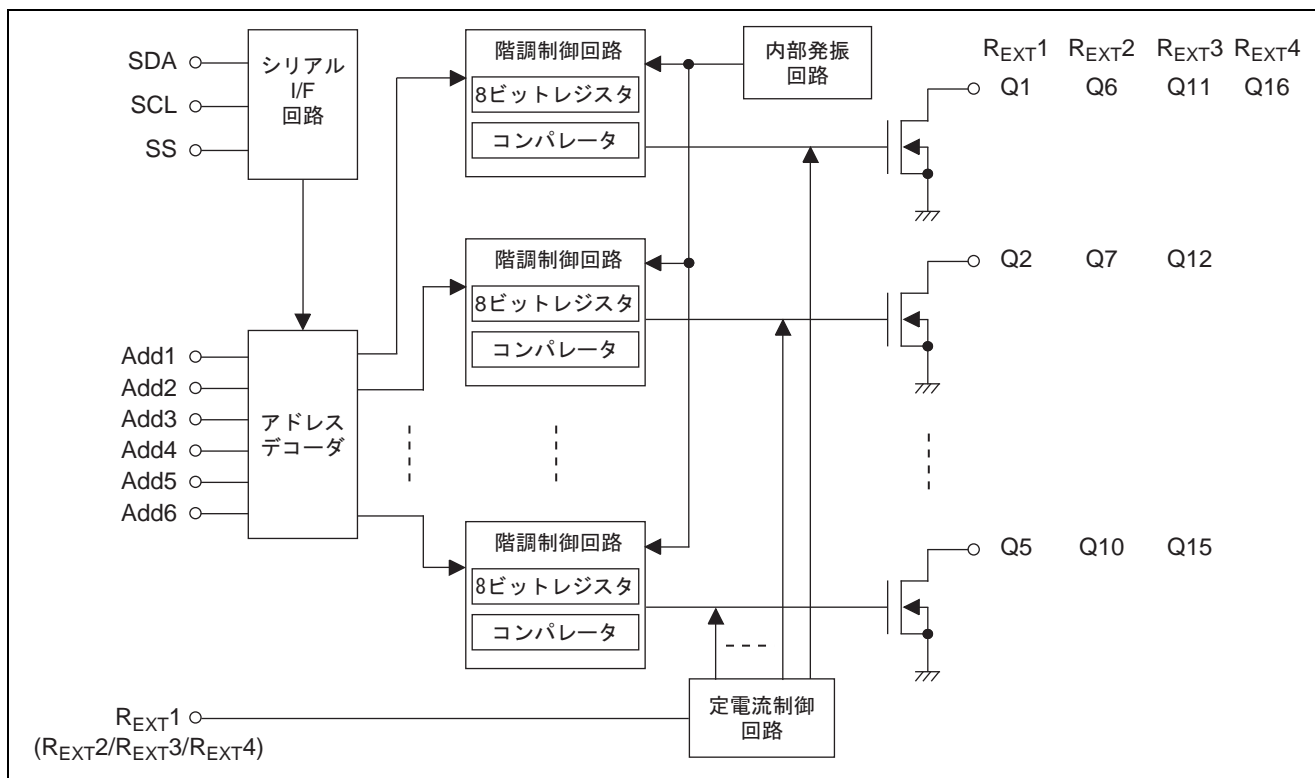 SDA
SCL
SS
シリアル
I/F
回路
階調制御回路
8ビットレジスタ
コンパレータ
内部発振
回路
REXT1 REXT2 REXT3 REXT4
Q1 Q6 Q11 Q16
階調制御回路
8ビットレジスタ
コンパレータ
Q2 Q7 Q12
Add1
Add2
Add3
Add4
Add5
Add6
アドレス
デコーダ
階調制御回路
8ビットレジスタ
コンパレータ
Q5 Q10 Q15
定電流制御
回路
REXT1
(REXT2/REXT3/REXT4)